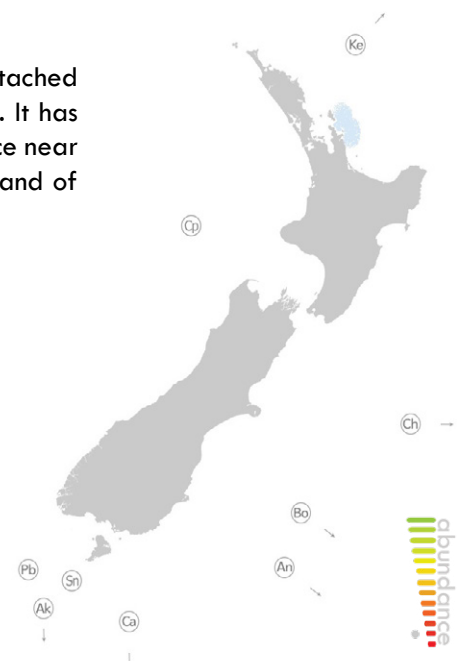 tached
. It has
ce near
and of
Ke
Cp
Ch
Bo
An
Pb
Sn
Ak
Ca
abundance